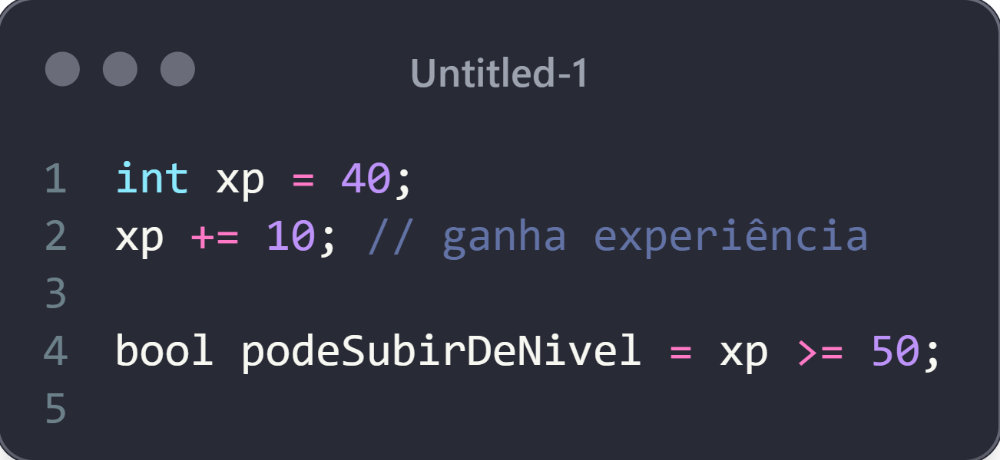 Untitled-1
1 int xp = 40;
2 xp += 10; // ganha experiência
3
4 bool podeSubirDeNivel = xp >= 50;
5